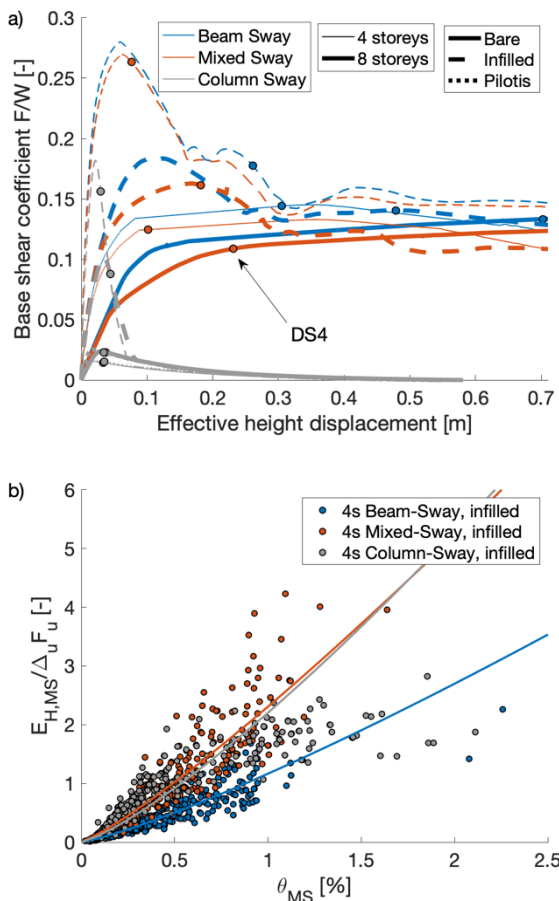 a)
0.3
0.25
0.2
0.15
0.1
0.05
0
Base shear coefficient F/W [-]
Beam Sway
Mixed Sway
Column Sway
4 storeys
8 storeys
Bare
Infilled
Pilotis
DS4
0 0.1 0.2 0.3 0.4 0.5 0.6 0.7
Effective height displacement [m]
b)
6
5
4
3
2
1
0
E_H,MS/Δ_uF_u [-]
4s Beam-Sway, infilled
4s Mixed-Sway, infilled
4s Column-Sway, infilled
0 0.5 1 1.5 2 2.5
θ_MS [%]